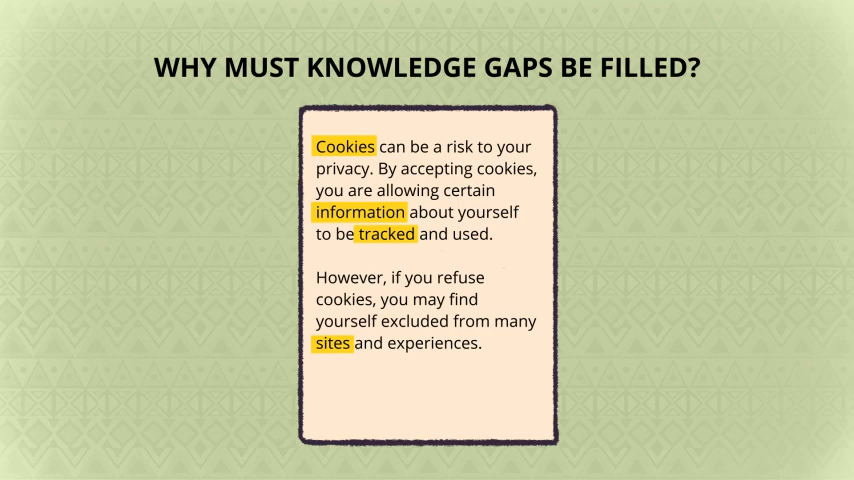 WHY MUST KNOWLEDGE GAPS BE FILLED?
Cookies can be a risk to your
privacy. By accepting cookies,
you are allowing certain
information about yourself
to be tracked and used.
However, if you refuse
cookies, you may find
yourself excluded from many
sites and experiences.